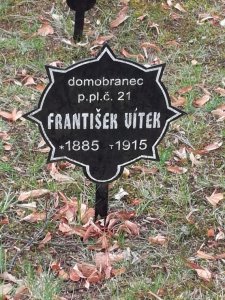 domobranec
p.pl.č. 21
FRANTIŠEK VÍTEK
*1885 †1915